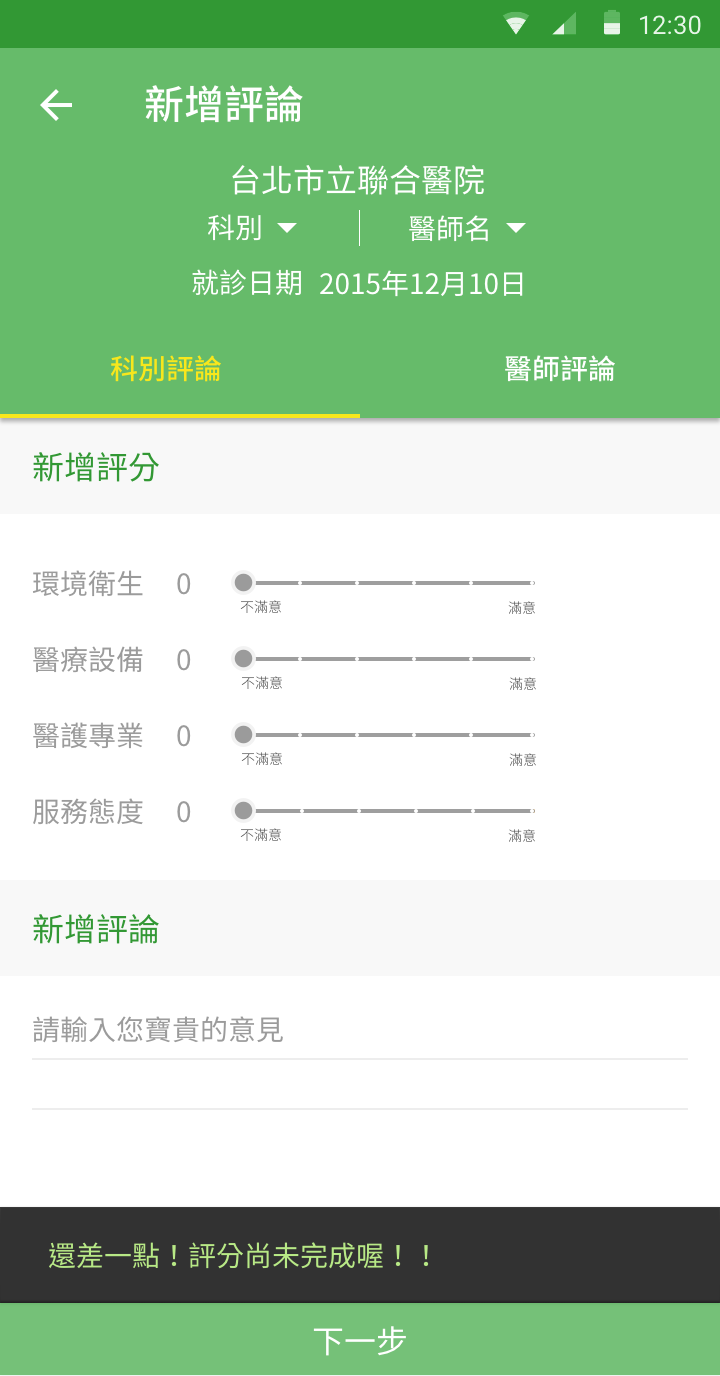 12:30
新增評論
台北市立聯合醫院
科別 醫師名
就診日期 2015年12月10日
科別評論 醫師評論
新增評分
環境衛生 0
不滿意 滿意
醫療設備 0
不滿意 滿意
醫護專業 0
不滿意 滿意
服務態度 0
不滿意 滿意
新增評論
請輸入您寶貴的意見
還差一點！評分尚未完成喔！！
下一步